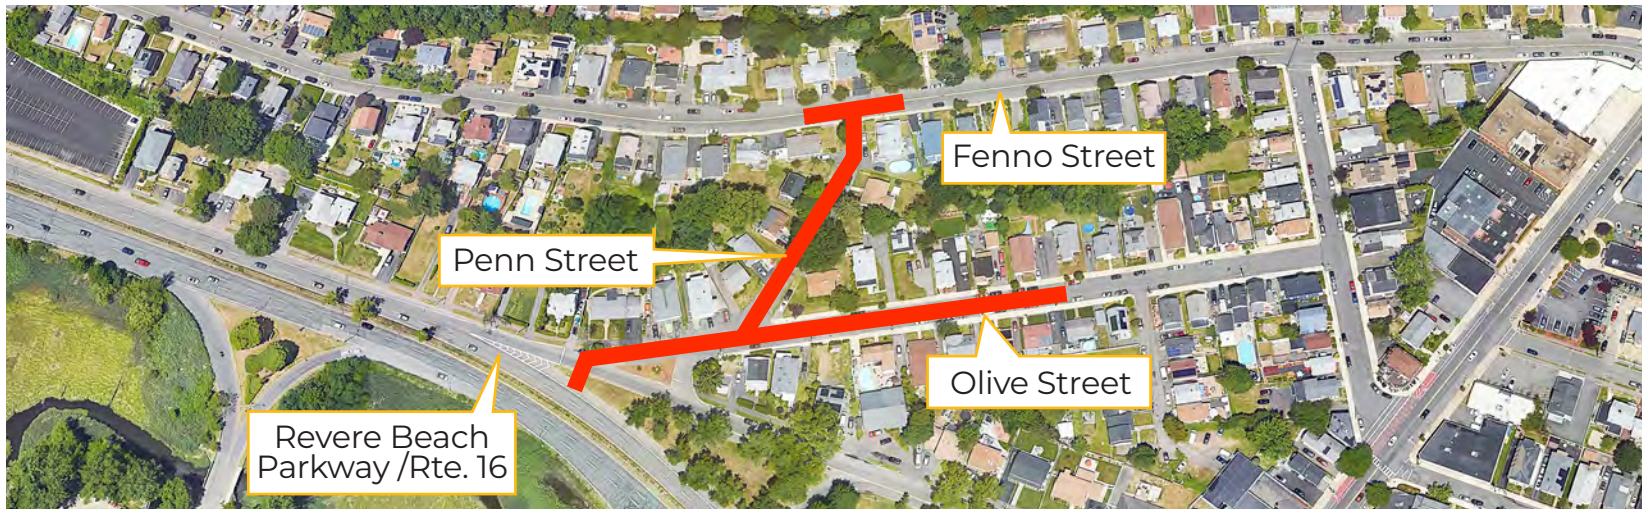 Fenno Street
Penn Street
Olive Street
Revere Beach
Parkway /Rte. 16